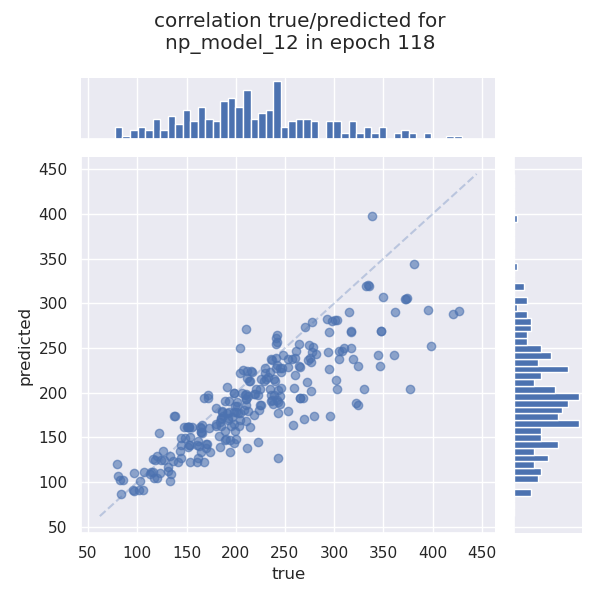 correlation true/predicted for
np_model_12 in epoch 118
450
400
350
300
250
200
150
100
50
predicted
50 100 150 200 250 300 350 400 450
true